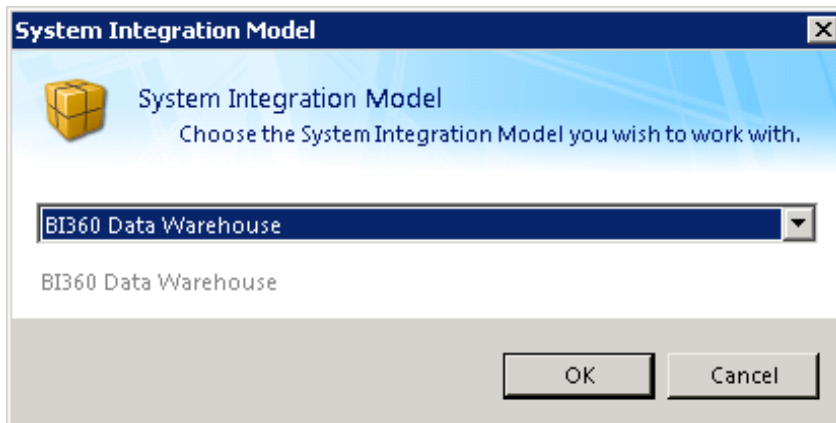 System Integration Model
System Integration Model
Choose the System Integration Model you wish to work with.
BI360 Data Warehouse
BI360 Data Warehouse
OK Cancel